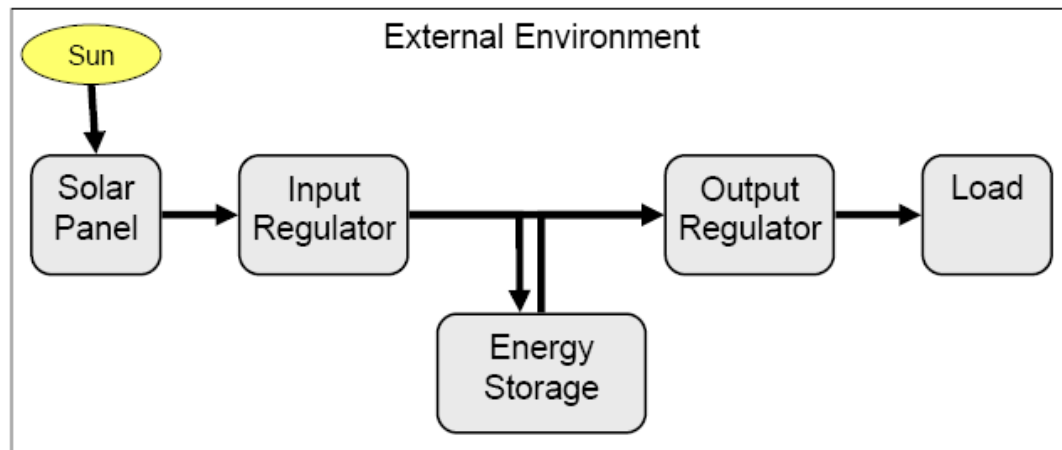 External Environment
Sun
Solar
Panel
Input
Regulator
Output
Regulator
Load
Energy
Storage